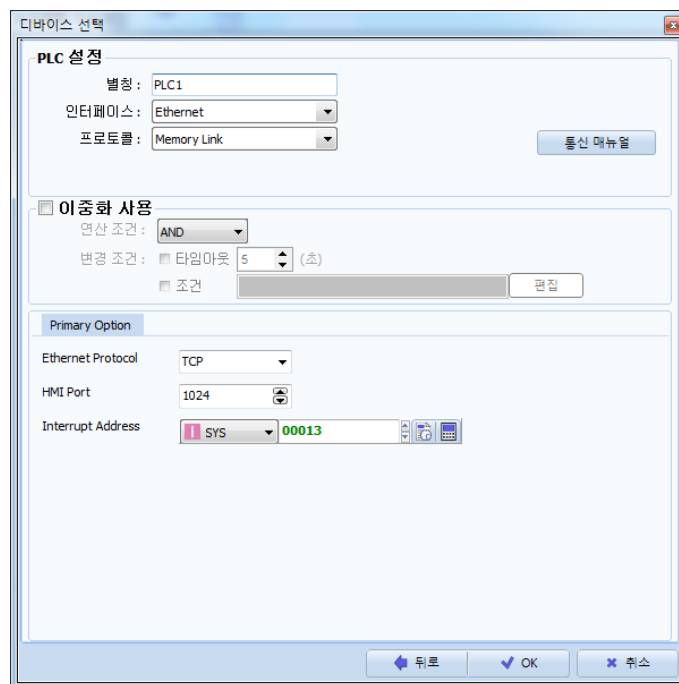 디바이스 선택
PLC 설정
별칭 : PLC1
인터페이스 : Ethernet
프로토콜 : Memory Link
통신 매뉴얼
이중화 사용
연산 조건 : AND
변경 조건 : 타임아웃 5 (초)
조건 편집
Primary Option
Ethernet Protocol TCP
HMI Port 1024
Interrupt Address I SYS 00013
뒤로 OK 취소